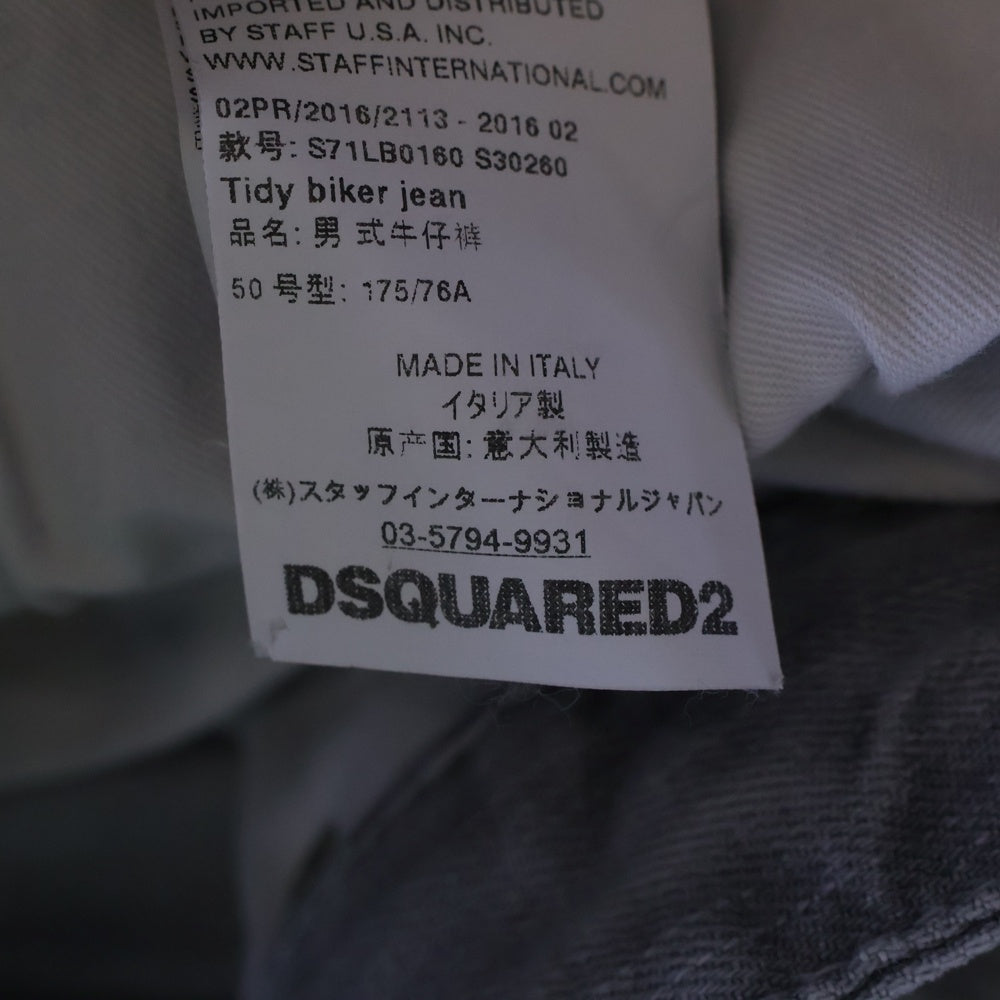 IMPORTED AND DISTRIBUTED
BY STAFF U.S.A. INC.
WWW.STAFFINTERNATIONAL.COM
02PR/2016/2113 - 2016 02
款号: S71LB0160 S30260
Tidy biker jean
品名: 男 式牛仔裤
50 号型: 175/76A
MADE IN ITALY
イタリア製
原产国: 意大利製造
(株)スタッフインターナショナルジャパン
03-5794-9931
DSQUARED2